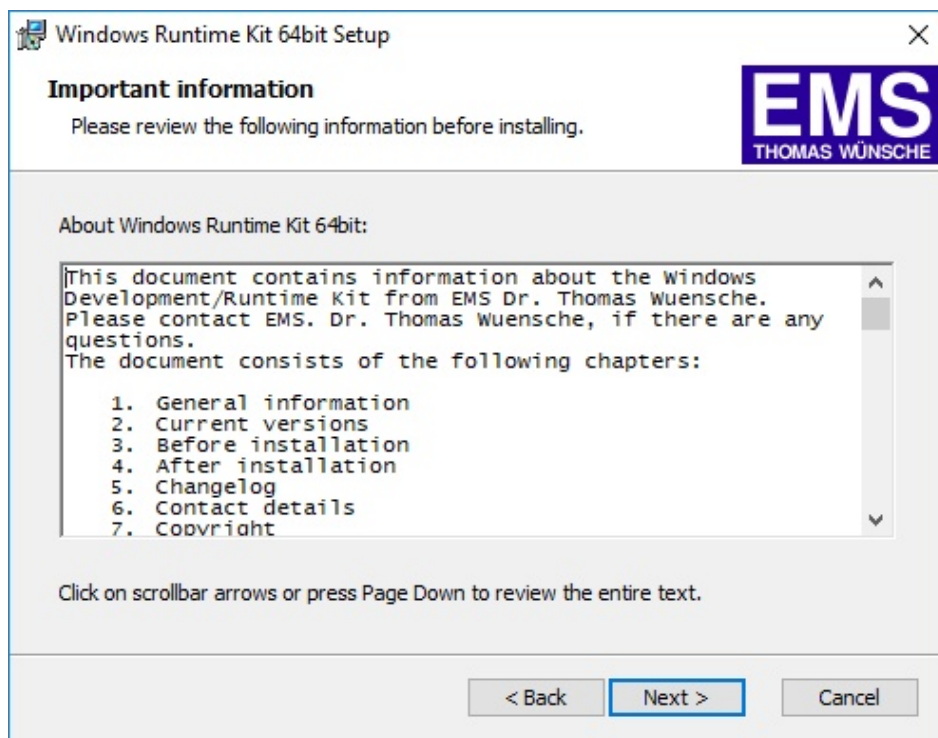 Windows Runtime Kit 64bit Setup
Important information
Please review the following information before installing.
EMS
THOMAS WÜNSCHE
About Windows Runtime Kit 64bit:
This document contains information about the Windows
Development/Runtime Kit from EMS Dr. Thomas Wuensche.
Please contact EMS. Dr. Thomas Wuensche, if there are any
questions.
The document consists of the following chapters:
1. General information
2. Current versions
3. Before installation
4. After installation
5. Changelog
6. Contact details
7. Copyright
Click on scrollbar arrows or press Page Down to review the entire text.
< Back
Next >
Cancel